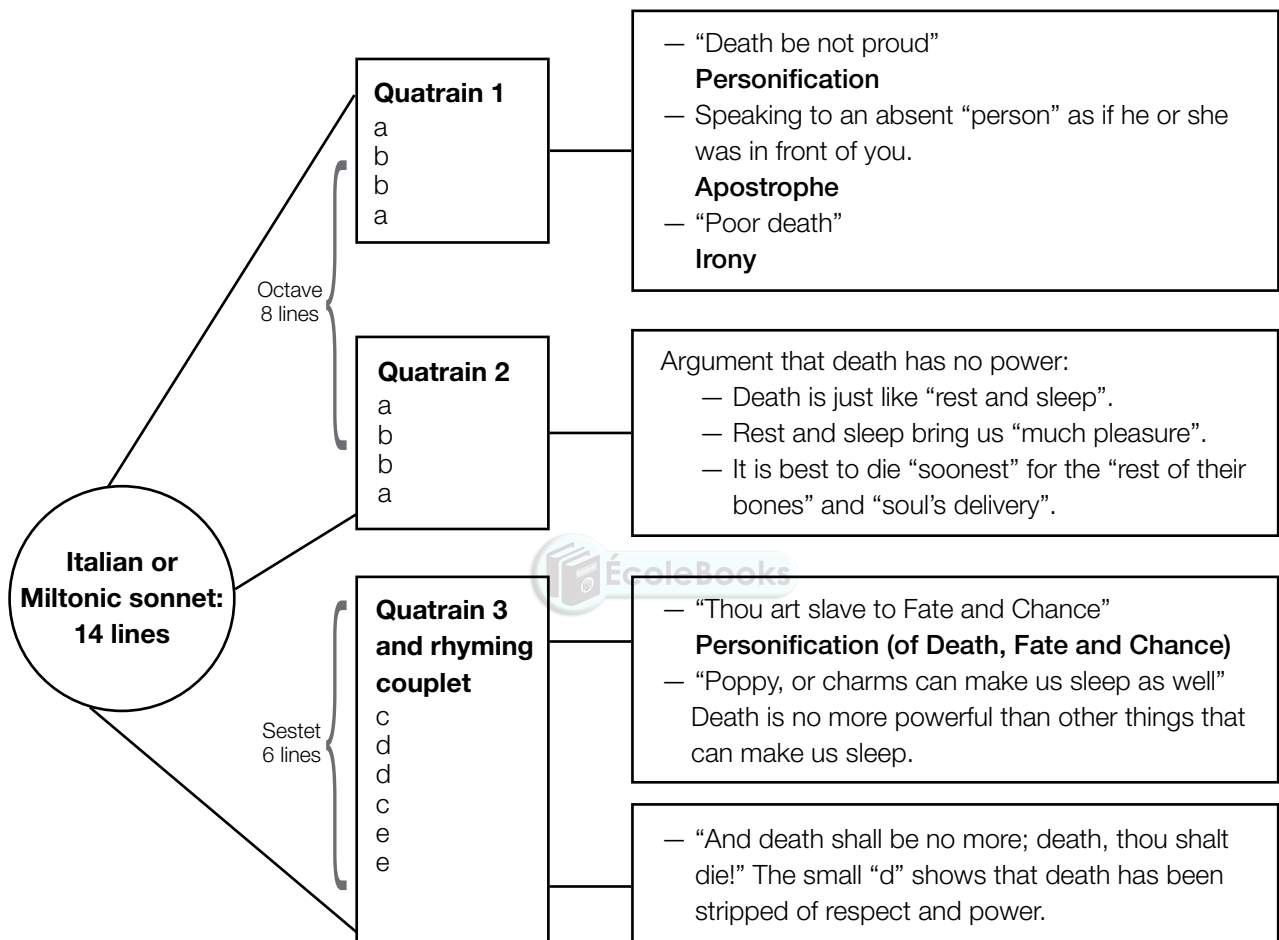 — “Death be not proud”
Personification
— Speaking to an absent “person” as if he or she
was in front of you.
Apostrophe
— “Poor death”
Irony
Quatrain 1
a
b
b
a
Octave
8 lines
Quatrain 2
a
b
b
a
Argument that death has no power:
— Death is just like “rest and sleep”.
— Rest and sleep bring us “much pleasure”.
— It is best to die “soonest” for the “rest of their
bones” and “soul’s delivery”.
Italian or
Miltonic sonnet:
14 lines
ÉcoleBooks
Quatrain 3
and rhyming
couplet
c
d
d
c
e
e
Sestet
6 lines
— “Thou art slave to Fate and Chance”
Personification (of Death, Fate and Chance)
— “Poppy, or charms can make us sleep as well”
Death is no more powerful than other things that
can make us sleep.
— “And death shall be no more; death, thou shalt
die!” The small “d” shows that death has been
stripped of respect and power.